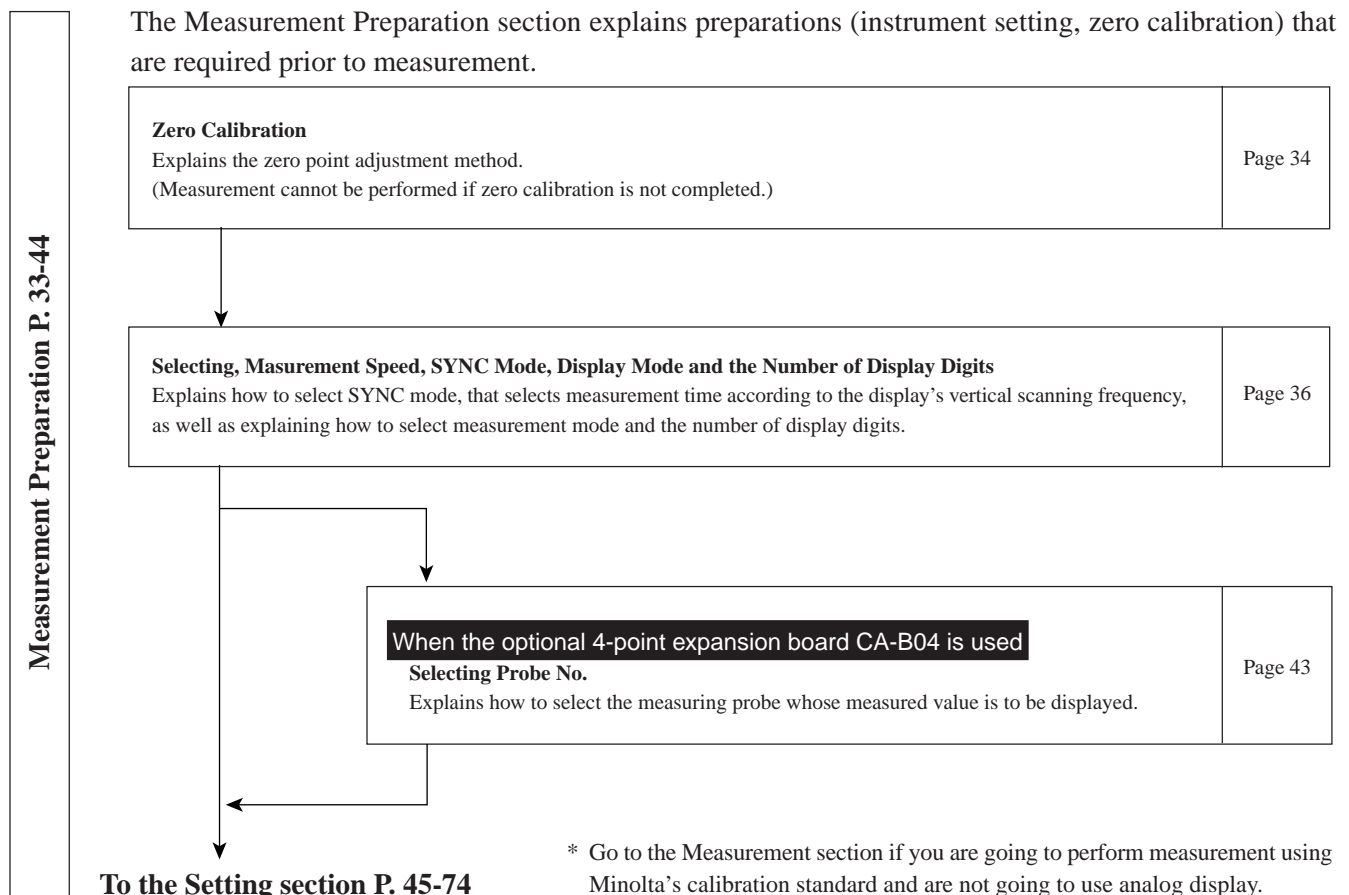 The Measurement Preparation section explains preparations (instrument setting, zero calibration) that
are required prior to measurement.
Measurement Preparation P. 33-44
Zero Calibration
Explains the zero point adjustment method.
(Measurement cannot be performed if zero calibration is not completed.)
Page 34
Selecting, Masurement Speed, SYNC Mode, Display Mode and the Number of Display Digits
Explains how to select SYNC mode, that selects measurement time according to the display's vertical scanning frequency,
as well as explaining how to select measurement mode and the number of display digits.
Page 36
When the optional 4-point expansion board CA-B04 is used
Selecting Probe No.
Explains how to select the measuring probe whose measured value is to be displayed.
Page 43
To the Setting section P. 45-74
* Go to the Measurement section if you are going to perform measurement using
Minolta's calibration standard and are not going to use analog display.